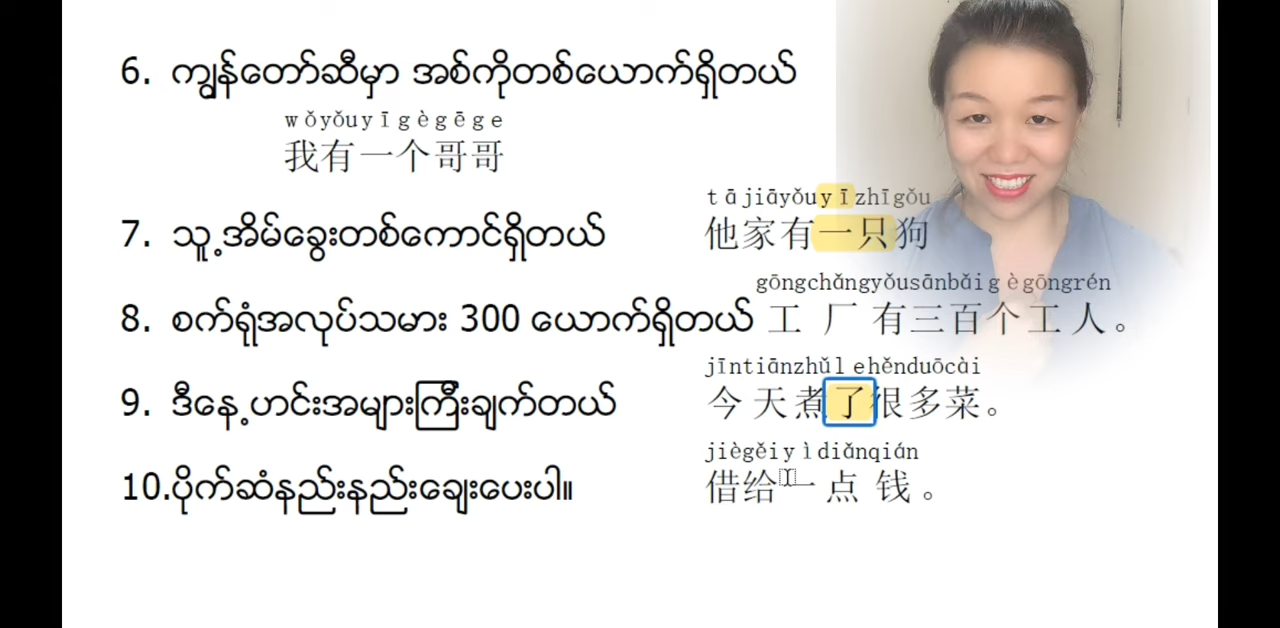 6. ကျွန်တော်ဆီမှာ အစ်ကိုတစ်ယောက်ရှိတယ်
wǒyǒuyīgègēge
我有一个哥哥
7. သူ့အိမ်ခွေးတစ်ကောင်ရှိတယ်
tājiāyǒuyīzhīgǒu
他家有一只狗
8. စက်ရုံအလုပ်သမား 300 ယောက်ရှိတယ်
gōngchǎngyǒusānbǎigègōngrén
工厂有三百个工人。
9. ဒီနေ့ဟင်းအများကြီးချက်တယ်
jīntiānzhǔlehěnduōcài
今天煮了很多菜。
10.ပိုက်ဆံနည်းနည်းချေးပေးပါ။
jiègěiyìdiǎnqián
借给一点钱。